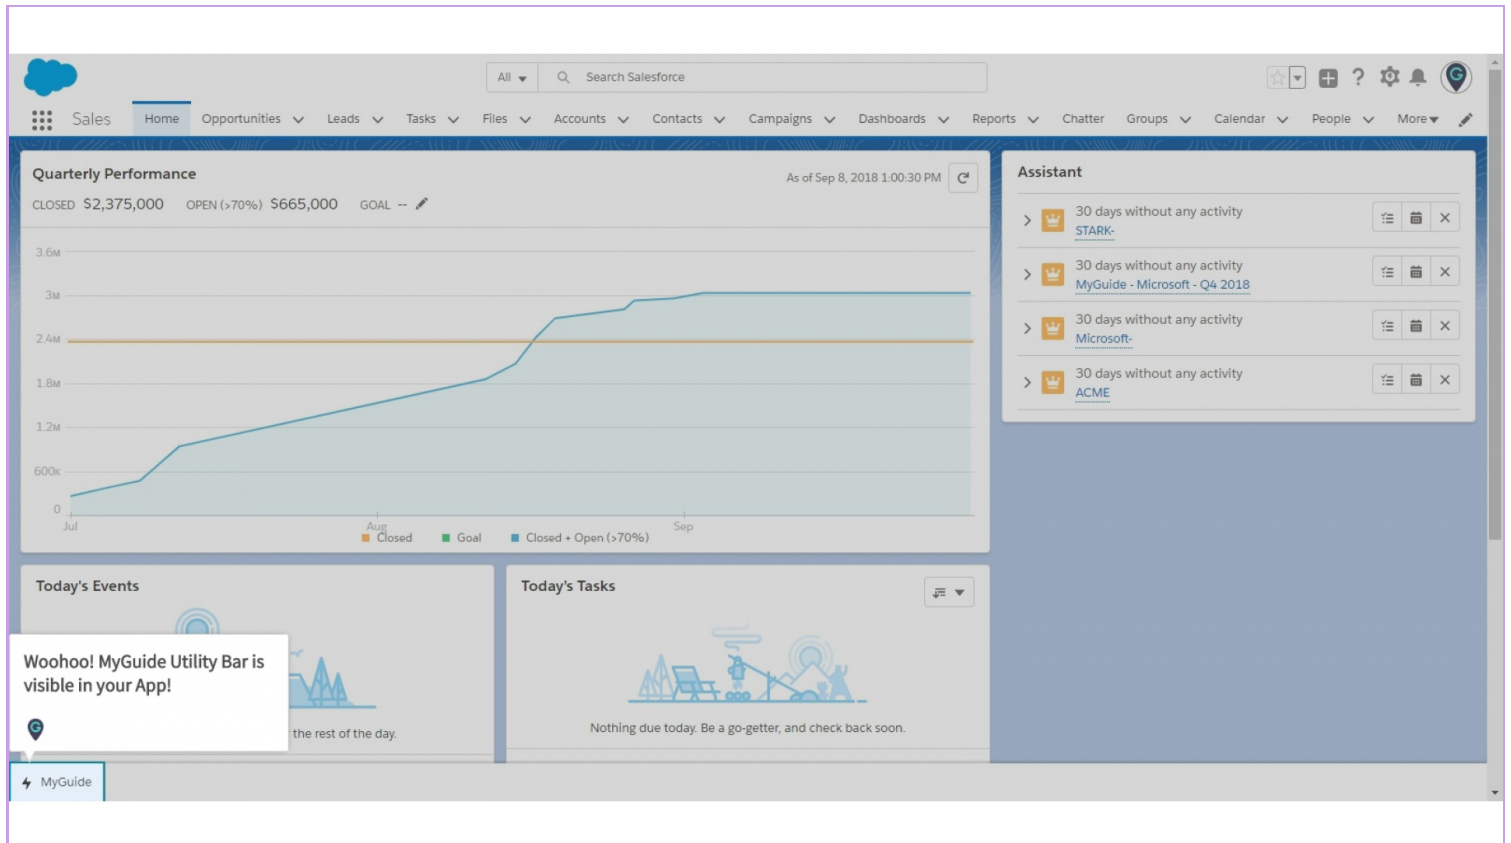 All
Search Salesforce
Sales
Home
Opportunities
Leads
Tasks
Files
Accounts
Contacts
Campaigns
Dashboards
Reports
Chatter
Groups
Calendar
People
More
Quarterly Performance
As of Sep 8, 2018 1:00:30 PM
CLOSED $2,375,000 OPEN (>70%) $665,000 GOAL --
3.6M
3M
2.4M
1.8M
1.2M
600K
0
Jul
Aug
Sep
Closed
Goal
Closed + Open (>70%)
Assistant
30 days without any activity
STARK-
30 days without any activity
MyGuide - Microsoft - Q4 2018
30 days without any activity
Microsoft-
30 days without any activity
ACME
Today's Events
the rest of the day.
Today's Tasks
Nothing due today. Be a go-getter, and check back soon.
Woohoo! MyGuide Utility Bar is
visible in your App!
MyGuide